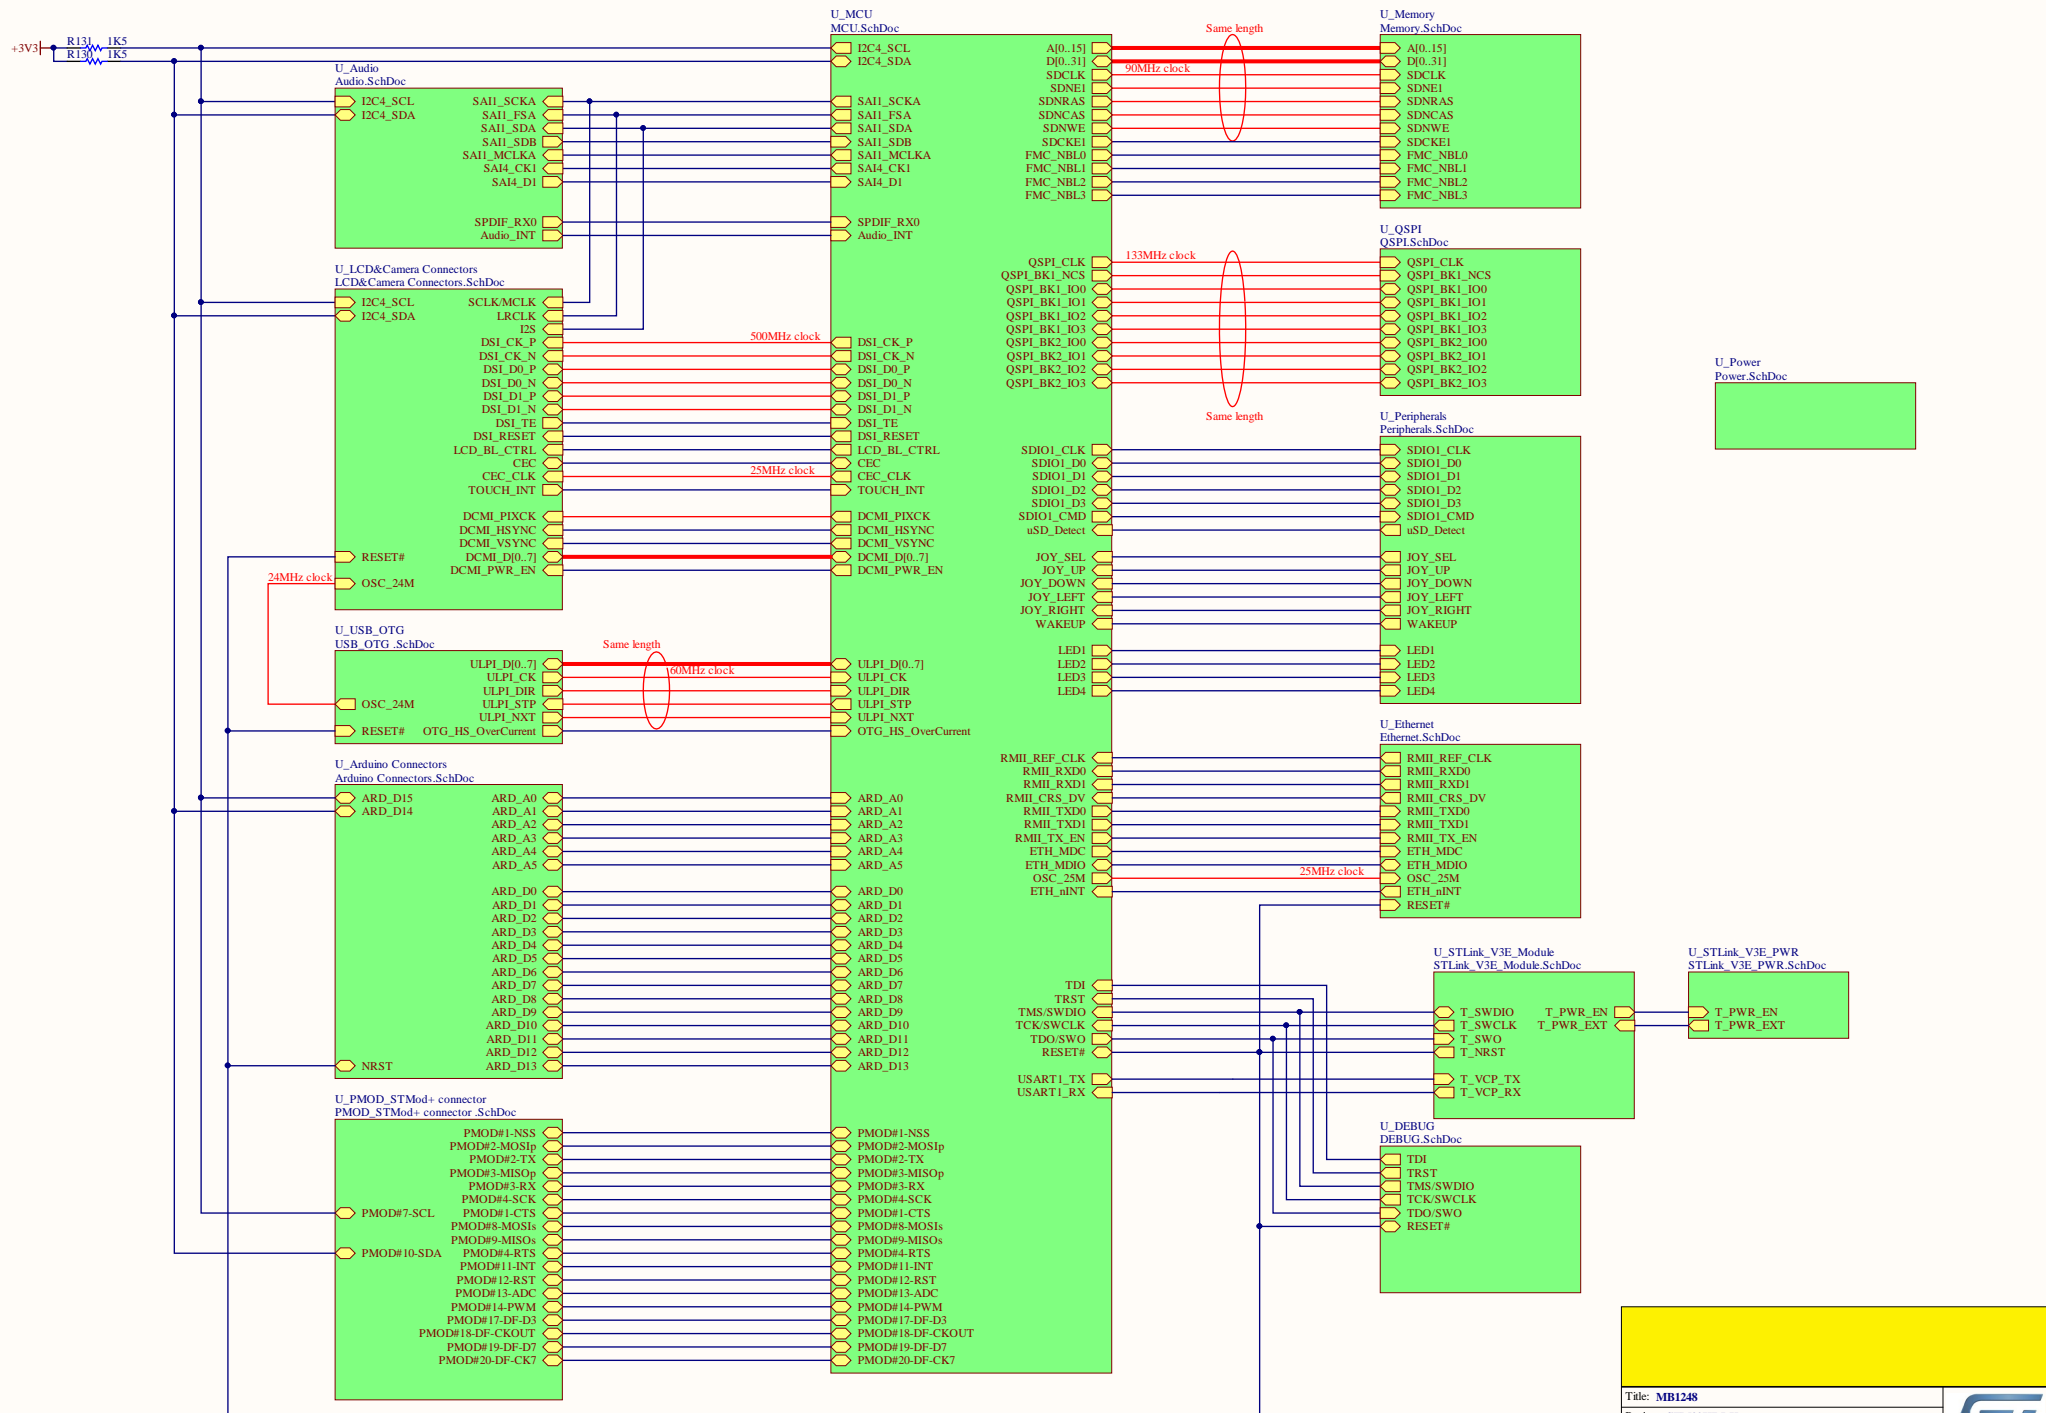 +3V3
R131 1K5
R130 1K5
U_Audio
Audio.SchDoc
I2C4_SCL
I2C4_SDA
SAI1_SCKA
SAI1_FSA
SAI1_SDA
SAI1_SDB
SAI1_MCLKA
SAI4_CK1
SAI4_D1
SPDIF_RX0
Audio_INT
U_LCD&Camera Connectors
LCD&Camera Connectors.SchDoc
I2C4_SCL
I2C4_SDA
RESET#
OSC_24M
24MHz clock
SCLK/MCLK
LRCLK
I2S
DSI_CK_P
DSI_CK_N
DSI_D0_P
DSI_D0_N
DSI_D1_P
DSI_D1_N
DSI_TE
DSI_RESET
LCD_BL_CTRL
CEC
CEC_CLK
TOUCH_INT
DCMI_PIXCK
DCMI_HSYNC
DCMI_VSYNC
DCMI_D[0..7]
DCMI_PWR_EN
500MHz clock
25MHz clock
U_USB_OTG
USB_OTG .SchDoc
OSC_24M
RESET#
ULPI_D[0..7]
ULPI_CK
ULPI_DIR
ULPI_STP
ULPI_NXT
OTG_HS_OverCurrent
Same length
60MHz clock
U_Arduino Connectors
Arduino Connectors.SchDoc
ARD_D15
ARD_D14
NRST
ARD_A0
ARD_A1
ARD_A2
ARD_A3
ARD_A4
ARD_A5
ARD_D0
ARD_D1
ARD_D2
ARD_D3
ARD_D4
ARD_D5
ARD_D6
ARD_D7
ARD_D8
ARD_D9
ARD_D10
ARD_D11
ARD_D12
ARD_D13
U_PMOD_STMod+ connector
PMOD_STMod+ connector .SchDoc
PMOD#7-SCL
PMOD#10-SDA
PMOD#1-NSS
PMOD#2-MOSIp
PMOD#2-TX
PMOD#3-MISOp
PMOD#3-RX
PMOD#4-SCK
PMOD#1-CTS
PMOD#8-MOSIs
PMOD#9-MISOs
PMOD#4-RTS
PMOD#11-INT
PMOD#12-RST
PMOD#13-ADC
PMOD#14-PWM
PMOD#17-DF-D3
PMOD#18-DF-CKOUT
PMOD#19-DF-D7
PMOD#20-DF-CK7
U_MCU
MCU.SchDoc
I2C4_SCL
I2C4_SDA
SAI1_SCKA
SAI1_FSA
SAI1_SDA
SAI1_SDB
SAI1_MCLKA
SAI4_CK1
SAI4_D1
SPDIF_RX0
Audio_INT
DSI_CK_P
DSI_CK_N
DSI_D0_P
DSI_D0_N
DSI_D1_P
DSI_D1_N
DSI_TE
DSI_RESET
LCD_BL_CTRL
CEC
CEC_CLK
TOUCH_INT
DCMI_PIXCK
DCMI_HSYNC
DCMI_VSYNC
DCMI_D[0..7]
DCMI_PWR_EN
ULPI_D[0..7]
ULPI_CK
ULPI_DIR
ULPI_STP
ULPI_NXT
OTG_HS_OverCurrent
ARD_A0
ARD_A1
ARD_A2
ARD_A3
ARD_A4
ARD_A5
ARD_D0
ARD_D1
ARD_D2
ARD_D3
ARD_D4
ARD_D5
ARD_D6
ARD_D7
ARD_D8
ARD_D9
ARD_D10
ARD_D11
ARD_D12
ARD_D13
PMOD#1-NSS
PMOD#2-MOSIp
PMOD#2-TX
PMOD#3-MISOp
PMOD#3-RX
PMOD#4-SCK
PMOD#1-CTS
PMOD#8-MOSIs
PMOD#9-MISOs
PMOD#4-RTS
PMOD#11-INT
PMOD#12-RST
PMOD#13-ADC
PMOD#14-PWM
PMOD#17-DF-D3
PMOD#18-DF-CKOUT
PMOD#19-DF-D7
PMOD#20-DF-CK7
A[0..15]
D[0..31]
SDCLK
SDNE1
SDNRAS
SDNCAS
SDNWE
SDCKE1
FMC_NBL0
FMC_NBL1
FMC_NBL2
FMC_NBL3
QSPI_CLK
QSPI_BK1_NCS
QSPI_BK1_IO0
QSPI_BK1_IO1
QSPI_BK1_IO2
QSPI_BK1_IO3
QSPI_BK2_IO0
QSPI_BK2_IO1
QSPI_BK2_IO2
QSPI_BK2_IO3
SDIO1_CLK
SDIO1_D0
SDIO1_D1
SDIO1_D2
SDIO1_D3
SDIO1_CMD
uSD_Detect
JOY_SEL
JOY_UP
JOY_DOWN
JOY_LEFT
JOY_RIGHT
WAKEUP
LED1
LED2
LED3
LED4
RMII_REF_CLK
RMII_RXD0
RMII_RXD1
RMII_CRS_DV
RMII_TXD0
RMII_TXD1
RMII_TX_EN
ETH_MDC
ETH_MDIO
OSC_25M
ETH_nINT
TDI
TRST
TMS/SWDIO
TCK/SWCLK
TDO/SWO
RESET#
USART1_TX
USART1_RX
Same length
90MHz clock
133MHz clock
Same length
25MHz clock
U_Memory
Memory.SchDoc
A[0..15]
D[0..31]
SDCLK
SDNE1
SDNRAS
SDNCAS
SDNWE
SDCKE1
FMC_NBL0
FMC_NBL1
FMC_NBL2
FMC_NBL3
U_QSPI
QSPI.SchDoc
QSPI_CLK
QSPI_BK1_NCS
QSPI_BK1_IO0
QSPI_BK1_IO1
QSPI_BK1_IO2
QSPI_BK1_IO3
QSPI_BK2_IO0
QSPI_BK2_IO1
QSPI_BK2_IO2
QSPI_BK2_IO3
U_Peripherals
Peripherals.SchDoc
SDIO1_CLK
SDIO1_D0
SDIO1_D1
SDIO1_D2
SDIO1_D3
SDIO1_CMD
uSD_Detect
JOY_SEL
JOY_UP
JOY_DOWN
JOY_LEFT
JOY_RIGHT
WAKEUP
LED1
LED2
LED3
LED4
U_Ethernet
Ethernet.SchDoc
RMII_REF_CLK
RMII_RXD0
RMII_RXD1
RMII_CRS_DV
RMII_TXD0
RMII_TXD1
RMII_TX_EN
ETH_MDC
ETH_MDIO
OSC_25M
ETH_nINT
RESET#
U_STLink_V3E_Module
STLink_V3E_Module.SchDoc
T_SWDIO
T_SWCLK
T_SWO
T_NRST
T_VCP_TX
T_VCP_RX
T_PWR_EN
T_PWR_EXT
U_STLink_V3E_PWR
STLink_V3E_PWR.SchDoc
T_PWR_EN
T_PWR_EXT
U_DEBUG
DEBUG.SchDoc
TDI
TRST
TMS/SWDIO
TCK/SWCLK
TDO/SWO
RESET#
U_Power
Power.SchDoc
Title: MB1248